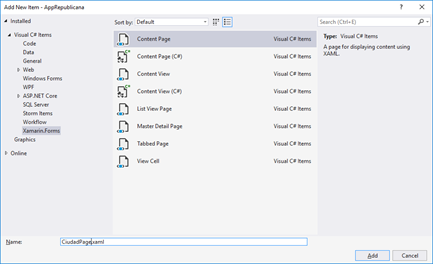 Add New Item - AppRepublicana
Installed
Sort by: Default
Search (Ctrl+E)
Visual C# Items
Code
Data
General
Web
Windows Forms
WPF
ASP.NET Core
SQL Server
Storm Items
Workflow
Xamarin.Forms
Graphics
Online
Content Page Visual C# Items
Content Page (C#) Visual C# Items
Content View Visual C# Items
Content View (C#) Visual C# Items
List View Page Visual C# Items
Master Detail Page Visual C# Items
Tabbed Page Visual C# Items
View Cell Visual C# Items
Type: Visual C# Items
A page for displaying content using
XAML.
Name: CiudadPage.xaml
Add Cancel